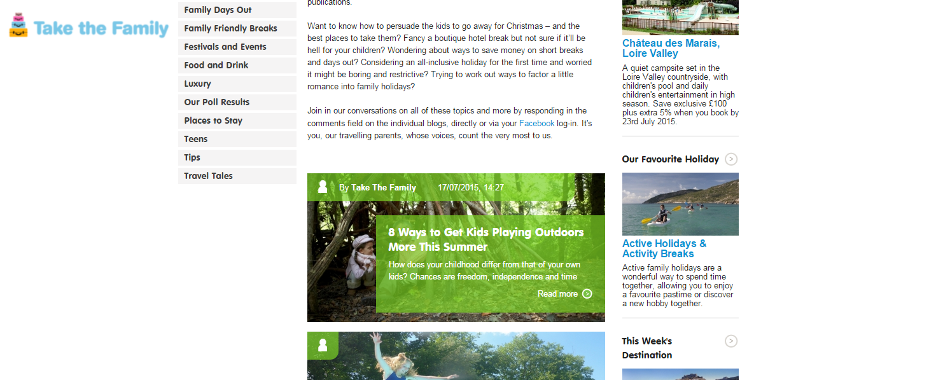 Take the Family
Family Days Out
Family Friendly Breaks
Festivals and Events
Food and Drink
Luxury
Our Poll Results
Places to Stay
Teens
Tips
Travel Tales
publications.
Want to know how to persuade the kids to go away for Christmas – and the
best places to take them? Fancy a boutique hotel break but not sure if it'll be
hell for your children? Wondering about ways to save money on short breaks
and days out? Considering an all-inclusive holiday for the first time and worried
it might be boring and restrictive? Trying to work out ways to factor a little
romance into family holidays?
Join in our conversations on all of these topics and more by responding in the
comments field on the individual blogs, directly or via your Facebook log-in. It's
you, our travelling parents, whose voices, count the very most to us.
By Take The Family 17/07/2015, 14:27
8 Ways to Get Kids Playing Outdoors
More This Summer
How does your childhood differ from that of your own
kids? Chances are freedom, independence and time
Read more
Château des Marais,
Loire Valley
A quiet campsite set in the
Loire Valley countryside, with
children's pool and daily
children's entertainment in high
season. Save exclusive £100
plus extra 5% when you book by
23rd July 2015.
Our Favourite Holiday
Active Holidays &
Activity Breaks
Active family holidays are a
wonderful way to spend time
together, allowing you to enjoy
a favourite pastime or discover
a new hobby together.
This Week's
Destination